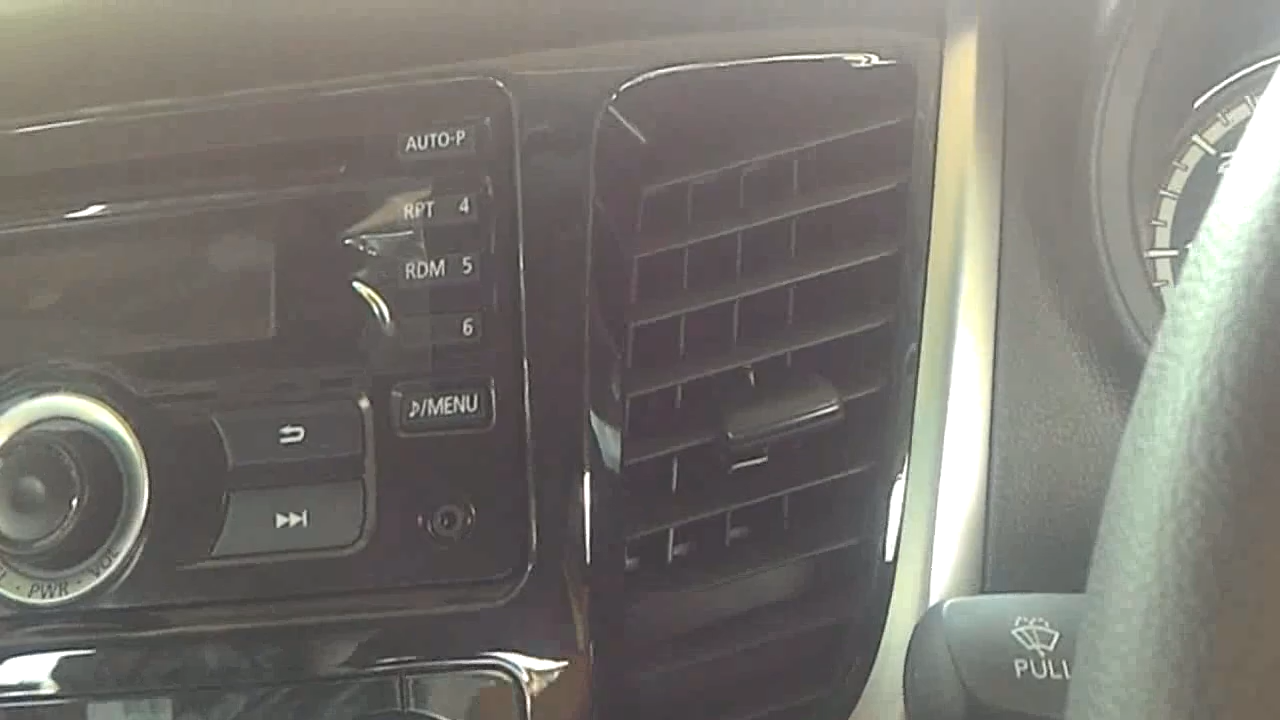 AUTO-P
RPT 4
RDM 5
6
♪/MENU
PWR · VOL
PULL